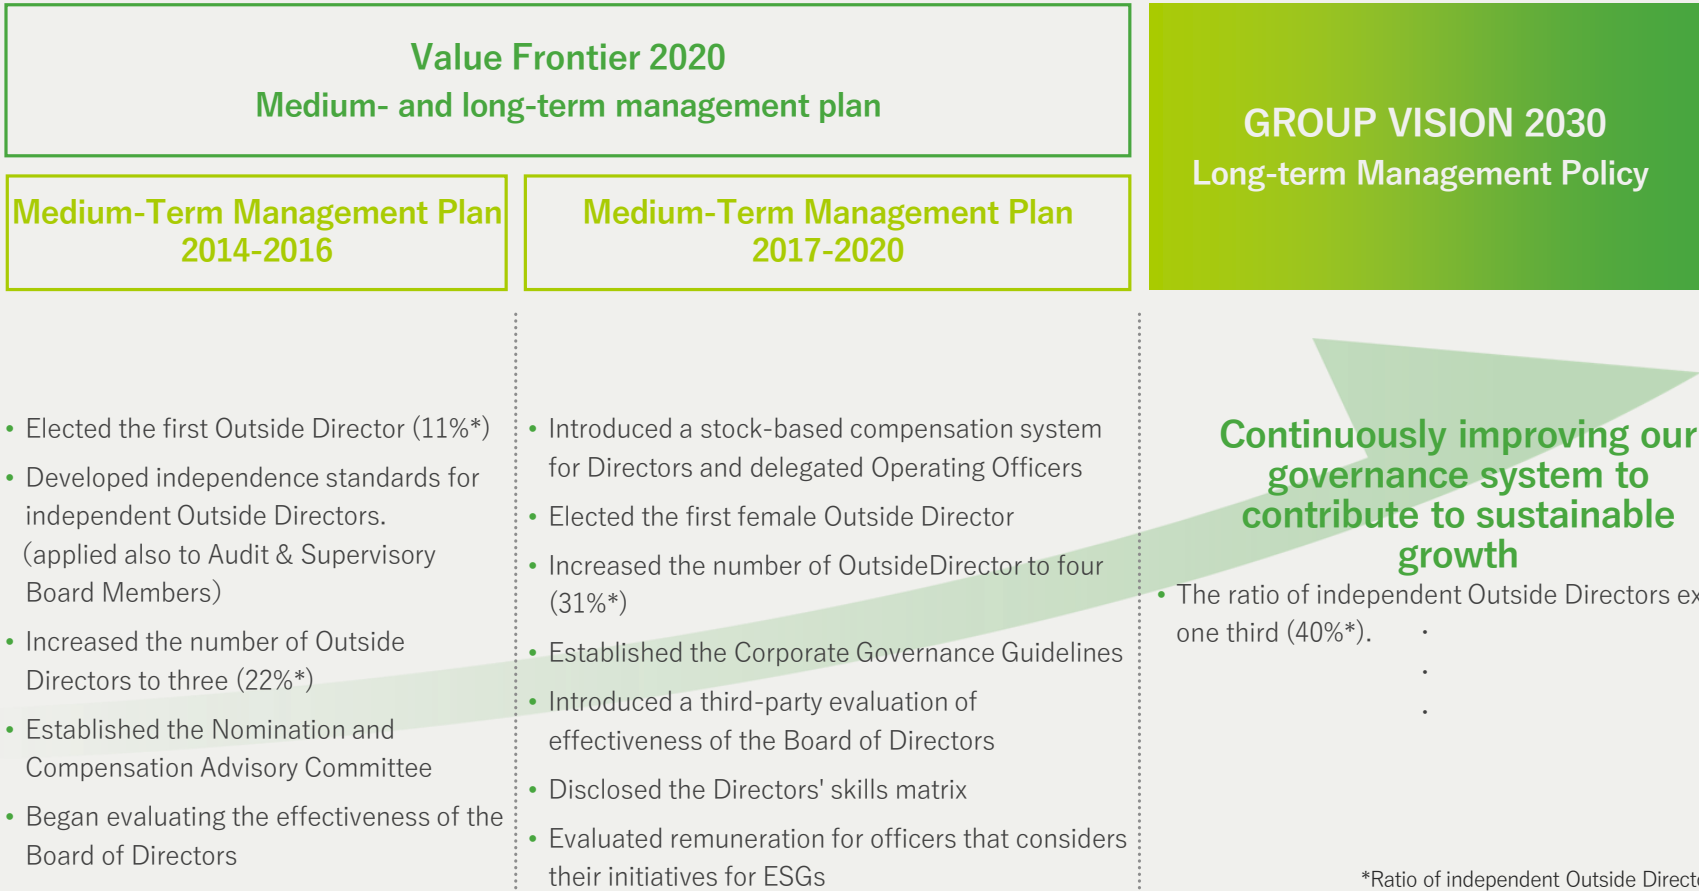 Value Frontier 2020
Medium- and long-term management plan
GROUP VISION 2030
Long-term Management Policy
Medium-Term Management Plan
2014-2016
Medium-Term Management Plan
2017-2020
• Elected the first Outside Director (11%*)
• Developed independence standards for
independent Outside Directors.
(applied also to Audit & Supervisory
Board Members)
• Increased the number of Outside
Directors to three (22%*)
• Established the Nomination and
Compensation Advisory Committee
• Began evaluating the effectiveness of the
Board of Directors
• Introduced a stock-based compensation system
for Directors and delegated Operating Officers
• Elected the first female Outside Director
• Increased the number of OutsideDirector to four
(31%*)
• Established the Corporate Governance Guidelines
• Introduced a third-party evaluation of
effectiveness of the Board of Directors
• Disclosed the Directors' skills matrix
• Evaluated remuneration for officers that considers
their initiatives for ESGs
Continuously improving our
governance system to
contribute to sustainable
growth
• The ratio of independent Outside Directors
one third (40%*).
*Ratio of independent Outside